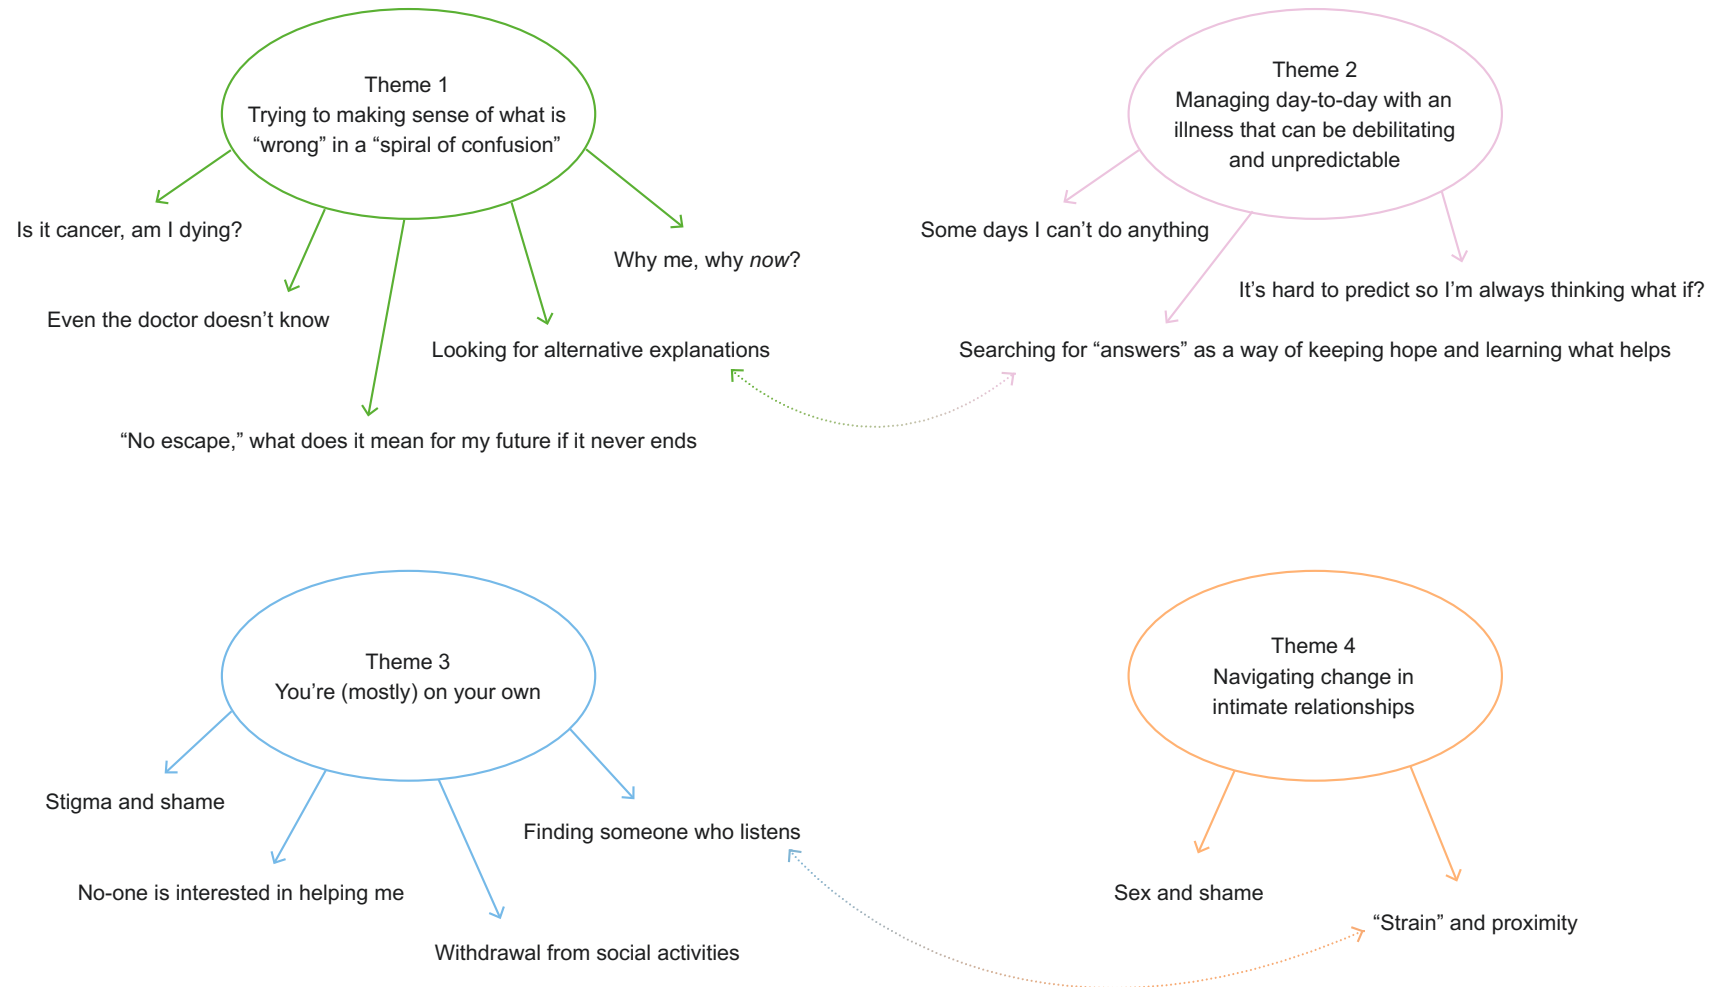 Theme 1
Trying to making sense of what is
“wrong” in a “spiral of confusion”
Is it cancer, am I dying?
Even the doctor doesn’t know
“No escape,” what does it mean for my future if it never ends
Looking for alternative explanations
Why me, why now?
Theme 2
Managing day-to-day with an
illness that can be debilitating
and unpredictable
Some days I can’t do anything
Searching for “answers” as a way of keeping hope and learning what helps
It’s hard to predict so I’m always thinking what if?
Theme 3
You’re (mostly) on your own
Stigma and shame
No-one is interested in helping me
Withdrawal from social activities
Finding someone who listens
Theme 4
Navigating change in
intimate relationships
Sex and shame
“Strain” and proximity